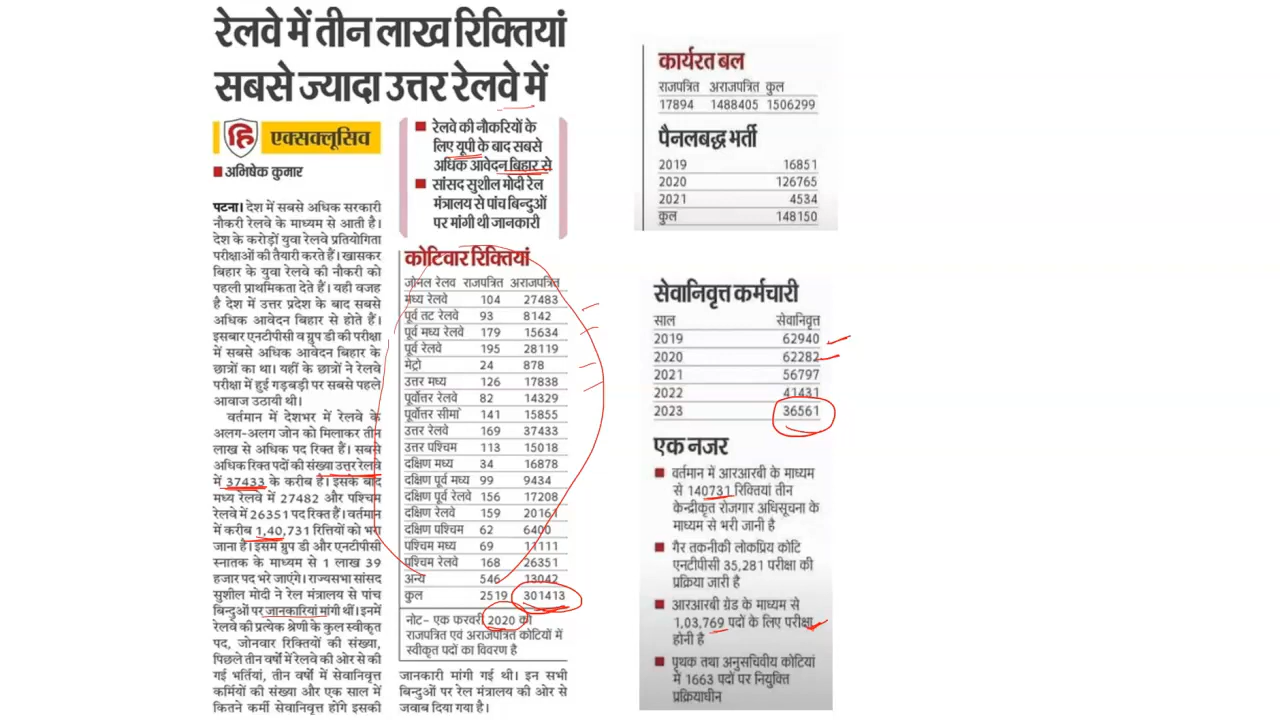 रेलवे में तीन लाख रिक्तियां
सबसे ज्यादा उत्तर रेलवे में
हि एक्सक्लूसिव
■ अभिषेक कुमार
पटना। देश में सबसे अधिक सरकारी
नौकरी रेलवे के माध्यम से आती है।
देश के करोड़ों युवा रेलवे प्रतियोगिता
परीक्षाओं की तैयारी करते हैं। खासकर
बिहार के युवा रेलवे की नौकरी को
पहली प्राथमिकता देते हैं। यही वजह
है देश में उत्तर प्रदेश के बाद सबसे
अधिक आवेदन बिहार से होते हैं।
इसबार एनटीपीसी व ग्रुप डी की परीक्षा
में सबसे अधिक आवेदन बिहार के
छात्रों का था। यहीं के छात्रों ने रेलवे
परीक्षा में हुई गड़बड़ी पर सबसे पहले
आवाज उठायी थी।
वर्तमान में देशभर में रेलवे के
अलग-अलग जोन को मिलाकर तीन
लाख से अधिक पद रिक्त हैं। सबसे
अधिक रिक्त पदों की संख्या उत्तर रेलवे
में 37433 के करीब है। इसके बाद
मध्य रेलवे में 27482 और पश्चिम
रेलवे में 26351 पद रिक्त हैं। वर्तमान
में करीब 1,40,731 रित्तियों को भरा
जाना है। इसमें ग्रुप डी और एनटीपीसी
स्नातक के माध्यम से 1 लाख 39
हजार पद भरे जाएंगे। राज्यसभा सांसद
सुशील मोदी ने रेल मंत्रालय से पांच
बिन्दुओं पर जानकारियां मांगी थीं। इनमें
रेलवे की प्रत्येक श्रेणी के कुल स्वीकृत
पद, जोनवार रिक्तियों की संख्या,
पिछले तीन वर्षों में रेलवे की ओर से की
गई भर्तियां, तीन वर्षों में सेवानिवृत्त
कर्मियों की संख्या और एक साल में
कितने कर्मी सेवानिवृत्त होंगे इसकी
■ रेलवे की नौकरियों के
लिए यूपी के बाद सबसे
अधिक आवेदन बिहार से
■ सांसद सुशील मोदी रेल
मंत्रालय से पांच बिन्दुओं
पर मांगी थी जानकारी
कोटिवार रिक्तियां
जोनल रेलव राजपत्रित अराजपत्रित
मध्य रेलवे 104 27483
पूर्व तट रेलवे 93 8142
पूर्व मध्य रेलवे 179 15634
पूर्व रेलवे 195 28119
मेट्रो 24 878
उत्तर मध्य 126 17838
पूर्वोत्तर रेलवे 82 14329
पूर्वोत्तर सीमां 141 15855
उत्तर रेलवे 169 37433
उत्तर पश्चिम 113 15018
दक्षिण मध्य 34 16878
दक्षिण पूर्व मध्य 99 9434
दक्षिण पूर्व रेलवे 156 17208
दक्षिण रेलवे 159 20161
दक्षिण पश्चिम 62 6400
पश्चिम मध्य 69 11111
पश्चिम रेलवे 168 26351
अन्य 546 13042
कुल 2519 301413
नोट- एक फरवरी 2020 को
राजपत्रित एवं अराजपत्रित कोटियों में
स्वीकृत पदों का विवरण है
जानकारी मांगी गई थी। इन सभी
बिन्दुओं पर रेल मंत्रालय की ओर से
जवाब दिया गया है।
कार्यरत बल
राजपत्रित अराजपत्रित कुल
17894 1488405 1506299
पैनलबद्ध भर्ती
2019 16851
2020 126765
2021 4534
कुल 148150
सेवानिवृत्त कर्मचारी
साल सेवानिवृत्त
2019 62940
2020 62282
2021 56797
2022 41431
2023 36561
एक नजर
■ वर्तमान में आरआरबी के माध्यम
से 140731 रिक्तियां तीन
केन्द्रीकृत रोजगार अधिसूचना के
माध्यम से भरी जानी है
■ गैर तकनीकी लोकप्रिय कोटि
एनटीपीसी 35,281 परीक्षा की
प्रक्रिया जारी है
■ आरआरबी ग्रेड के माध्यम से
1,03,769 पदों के लिए परीक्षा
होनी है
■ पृथक तथा अनुसचिवीय कोटियां
में 1663 पदों पर नियुक्ति
प्रक्रियाधीन